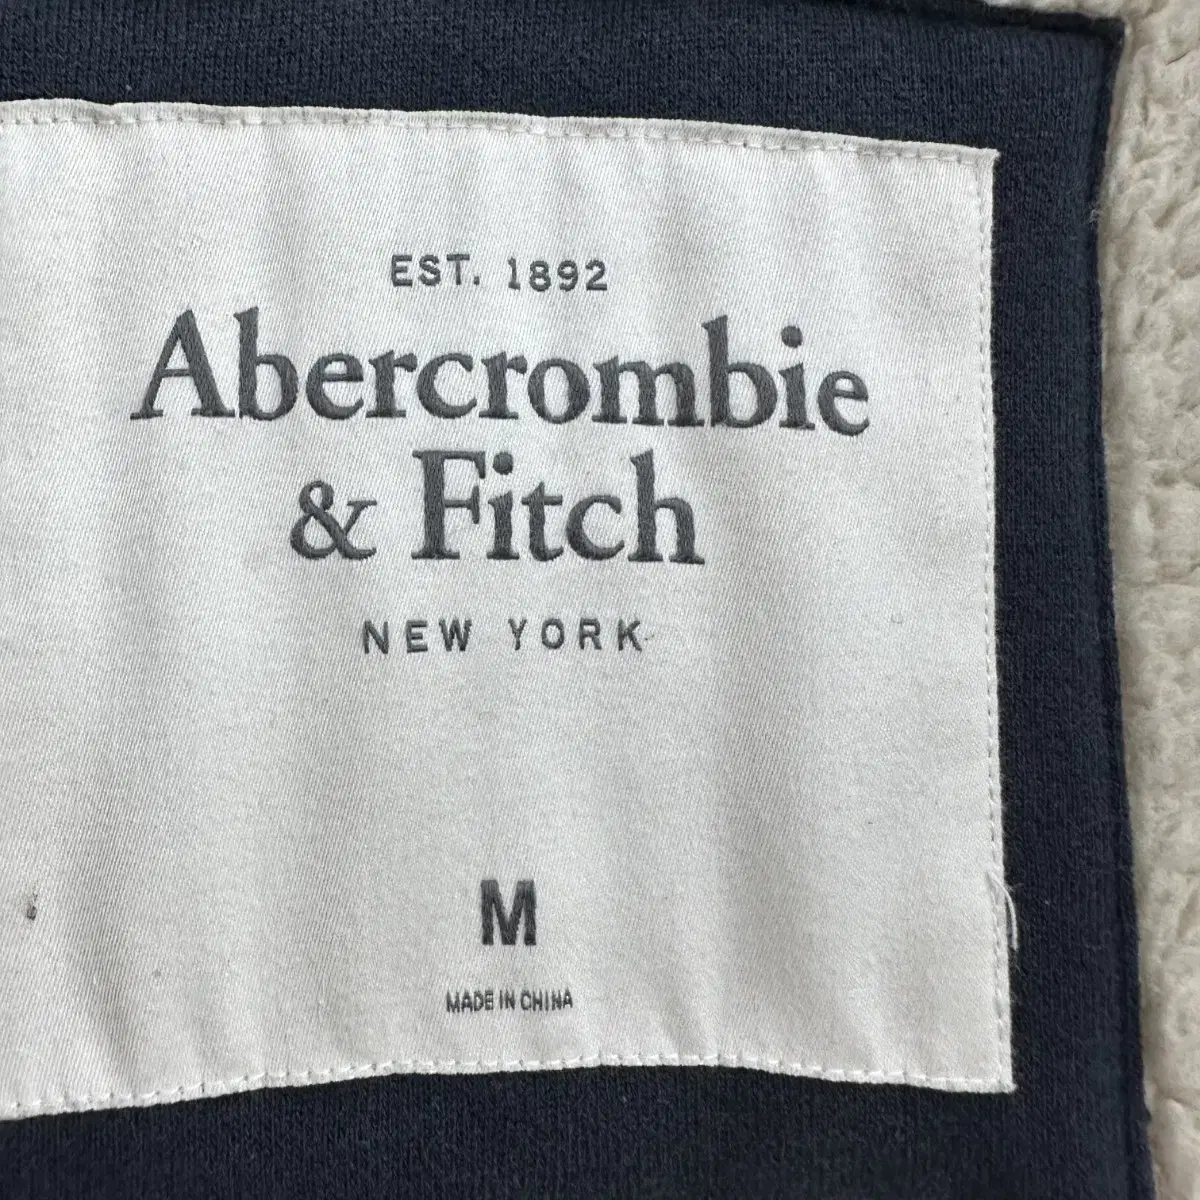 EST. 1892
Abercrombie
& Fitch
NEW YORK
M
MADE IN CHINA